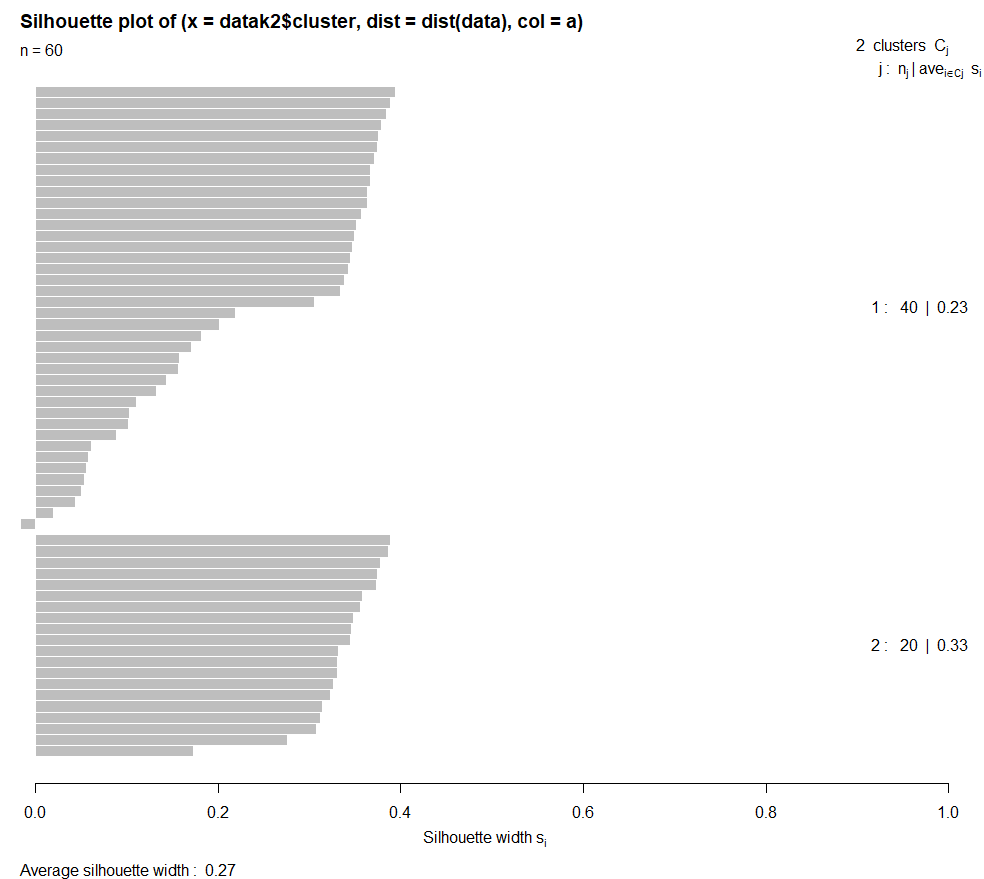 Silhouette plot of (x = datak2$cluster, dist = dist(data), col = a)
n = 60
2 clusters Cj
j : nj | avei∈Cj si
1 : 40 | 0.23
2 : 20 | 0.33
0.0 0.2 0.4 0.6 0.8 1.0
Silhouette width si
Average silhouette width : 0.27